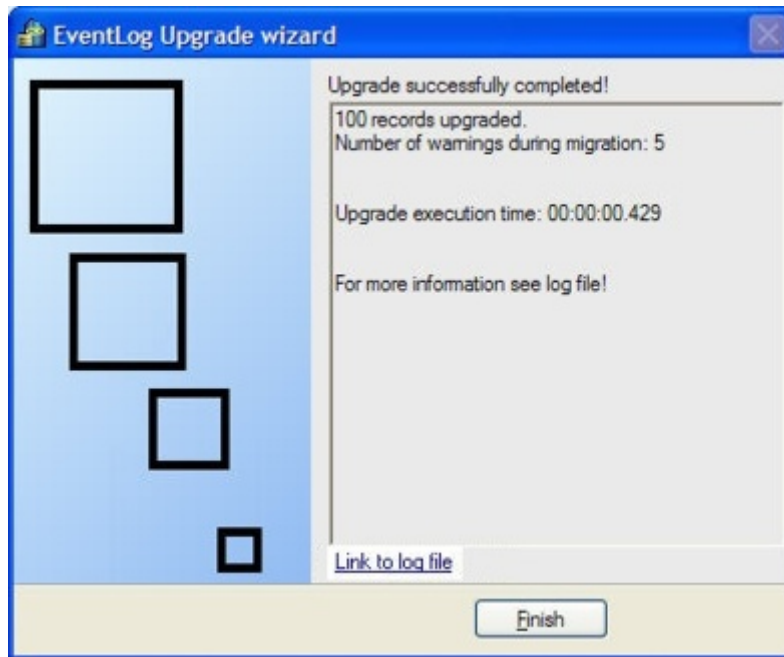 EventLog Upgrade wizard
Upgrade successfully completed!
100 records upgraded.
Number of warnings during migration: 5
Upgrade execution time: 00:00:00.429
For more information see log file!
Link to log file
Finish